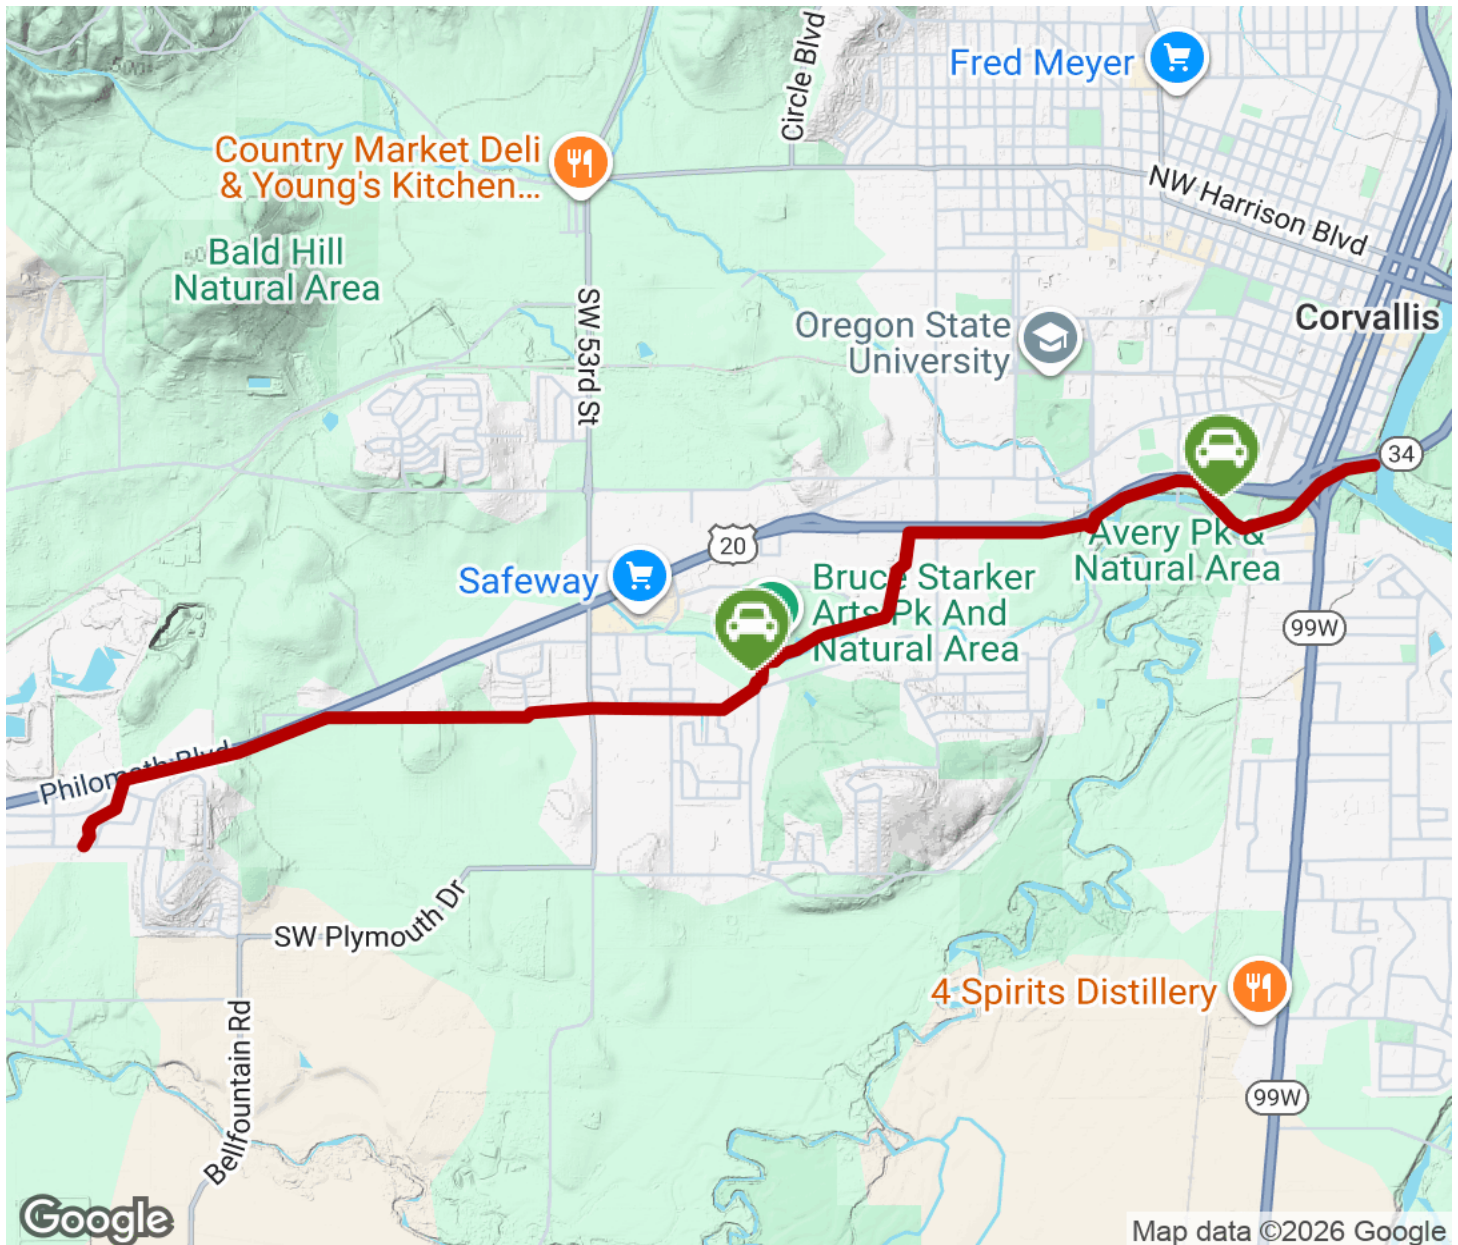 Fred Meyer
Circle Blvd
Country Market Deli
& Young's Kitchen...
NW Harrison Blvd
Bald Hill
Natural Area
SW 53rd St
Oregon State
University
Corvallis
34
20
Avery Pk &
Natural Area
Safeway
Bruce Starker
Arts Pk And
Natural Area
99W
Philomath Blvd
SW Plymouth Dr
4 Spirits Distillery
Bellfountain Rd
99W
Google
Map data ©2026 Google